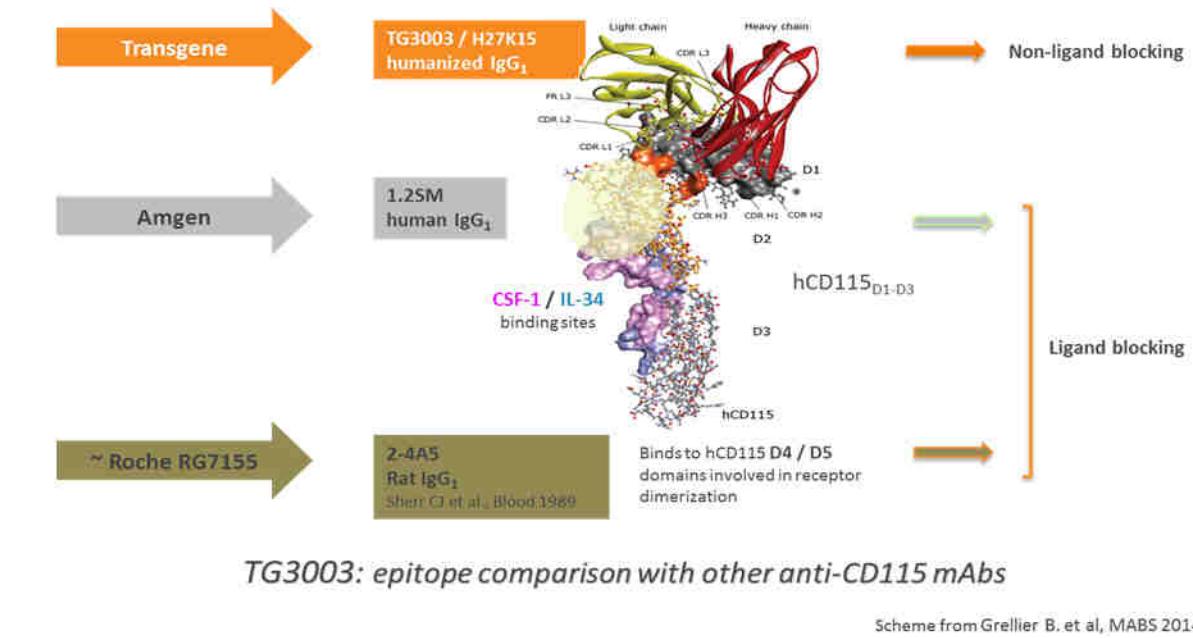 Transgene
TG3003 / H27K15
humanized IgG1
Light chain
Heavy chain
CDR L3
FR L3
CDR L2
CDR L1
Non-ligand blocking
D1
CDR H3
CDR H1
CDR H2
D2
Amgen
1.2SM
human IgG1
hCD115D1-D3
CSF-1 / IL-34
binding sites
D3
Ligand blocking
hCD115
~ Roche RG7155
2-4A5
Rat IgG1
Sherr CJ et al., Blood 1989
Binds to hCD115 D4 / D5
domains involved in receptor
dimerization
TG3003: epitope comparison with other anti-CD115 mAbs
Scheme from Grellier B. et al, MABS 2014